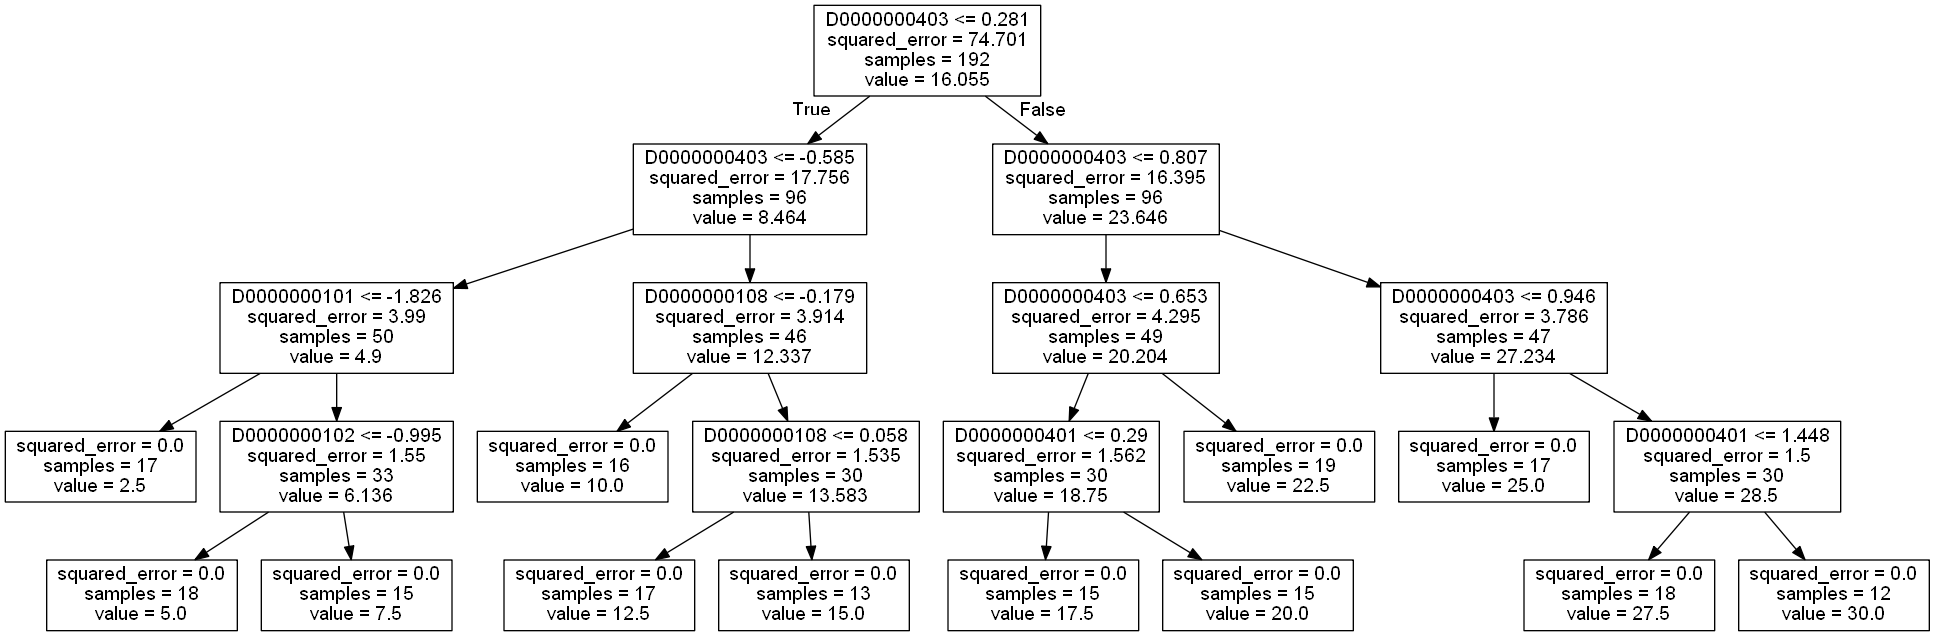 D0000000403 <= 0.281
squared_error = 74.701
samples = 192
value = 16.055
True
False
D0000000403 <= -0.585
squared_error = 17.756
samples = 96
value = 8.464
D0000000403 <= 0.807
squared_error = 16.395
samples = 96
value = 23.646
D0000000101 <= -1.826
squared_error = 3.99
samples = 50
value = 4.9
D0000000108 <= -0.179
squared_error = 3.914
samples = 46
value = 12.337
D0000000403 <= 0.653
squared_error = 4.295
samples = 49
value = 20.204
D0000000403 <= 0.946
squared_error = 3.786
samples = 47
value = 27.234
squared_error = 0.0
samples = 17
value = 2.5
D0000000102 <= -0.995
squared_error = 1.55
samples = 33
value = 6.136
squared_error = 0.0
samples = 16
value = 10.0
D0000000108 <= 0.058
squared_error = 1.535
samples = 30
value = 13.583
D0000000401 <= 0.29
squared_error = 1.562
samples = 30
value = 18.75
squared_error = 0.0
samples = 19
value = 22.5
squared_error = 0.0
samples = 17
value = 25.0
D0000000401 <= 1.448
squared_error = 1.5
samples = 30
value = 28.5
squared_error = 0.0
samples = 18
value = 5.0
squared_error = 0.0
samples = 15
value = 7.5
squared_error = 0.0
samples = 17
value = 12.5
squared_error = 0.0
samples = 13
value = 15.0
squared_error = 0.0
samples = 15
value = 17.5
squared_error = 0.0
samples = 15
value = 20.0
squared_error = 0.0
samples = 18
value = 27.5
squared_error = 0.0
samples = 12
value = 30.0